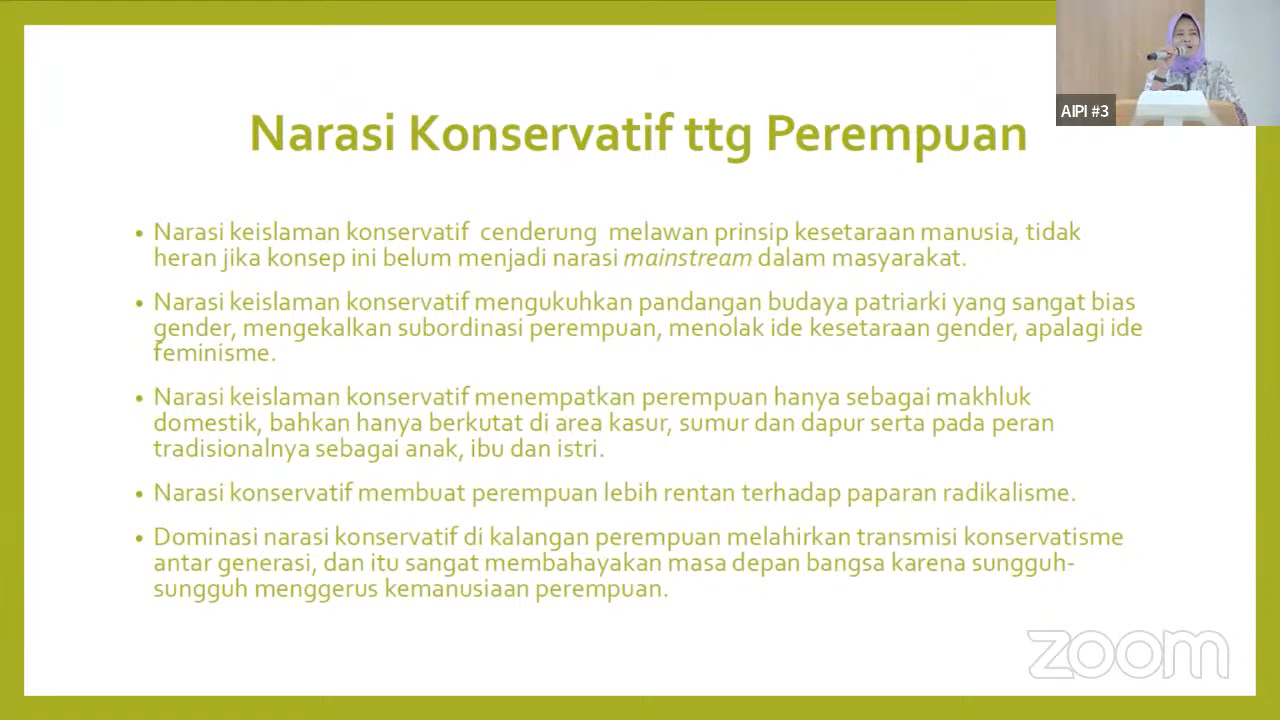 AIPI #3
Narasi Konservatif ttg Perempuan
• Narasi keislaman konservatif cenderung melawan prinsip kesetaraan manusia, tidak
heran jika konsep ini belum menjadi narasi mainstream dalam masyarakat.
• Narasi keislaman konservatif mengukuhkan pandangan budaya patriarki yang sangat bias
gender, mengekalkan subordinasi perempuan, menolak ide kesetaraan gender, apalagi ide
feminisme.
• Narasi keislaman konservatif menempatkan perempuan hanya sebagai makhluk
domestik, bahkan hanya berkutat di area kasur, sumur dan dapur serta pada peran
tradisionalnya sebagai anak, ibu dan istri.
• Narasi konservatif membuat perempuan lebih rentan terhadap paparan radikalisme.
• Dominasi narasi konservatif di kalangan perempuan melahirkan transmisi konservatisme
antar generasi, dan itu sangat membahayakan masa depan bangsa karena sungguh-
sungguh menggerus kemanusiaan perempuan.
zoom